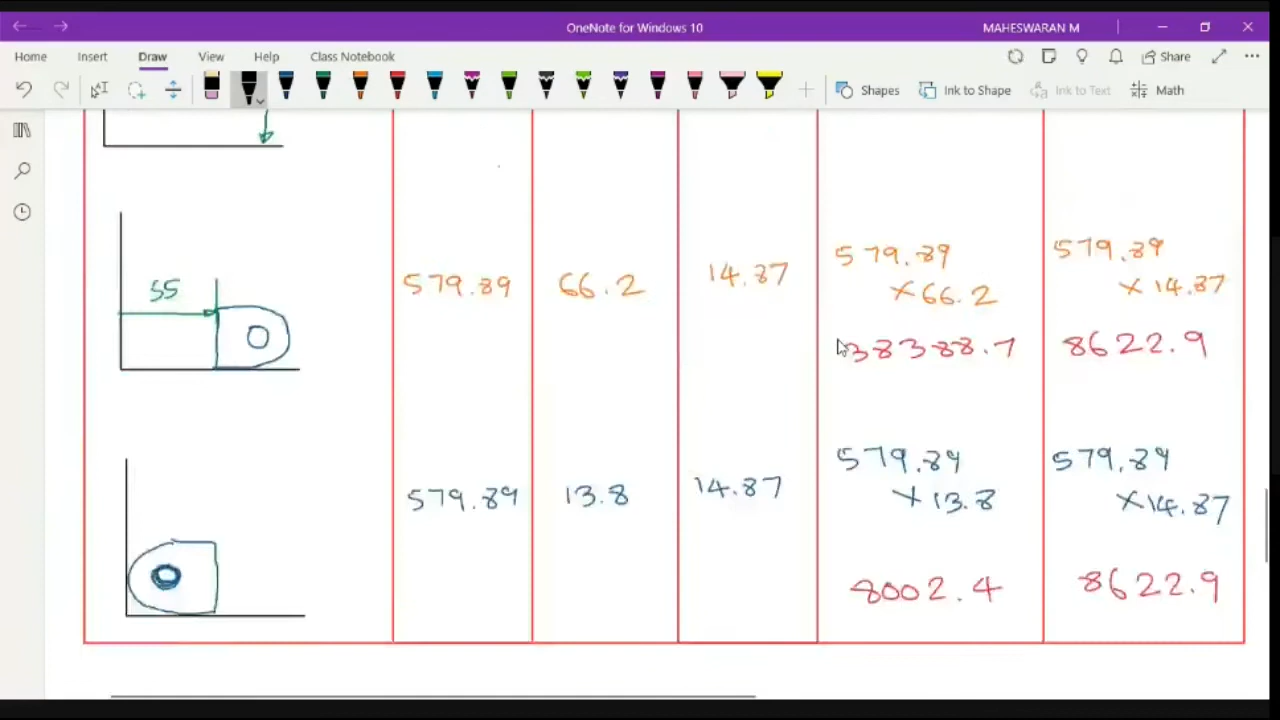 OneNote for Windows 10
MAHESWARAN M
Home Insert Draw View Help Class Notebook
Share
Shapes Ink to Shape Ink to Text Math
55
579.89 66.2 14.87
579.89
×66.2
38388.7
579.89
×14.87
8622.9
579.89 13.8 14.87
579.89
×13.8
8002.4
579.89
×14.87
8622.9